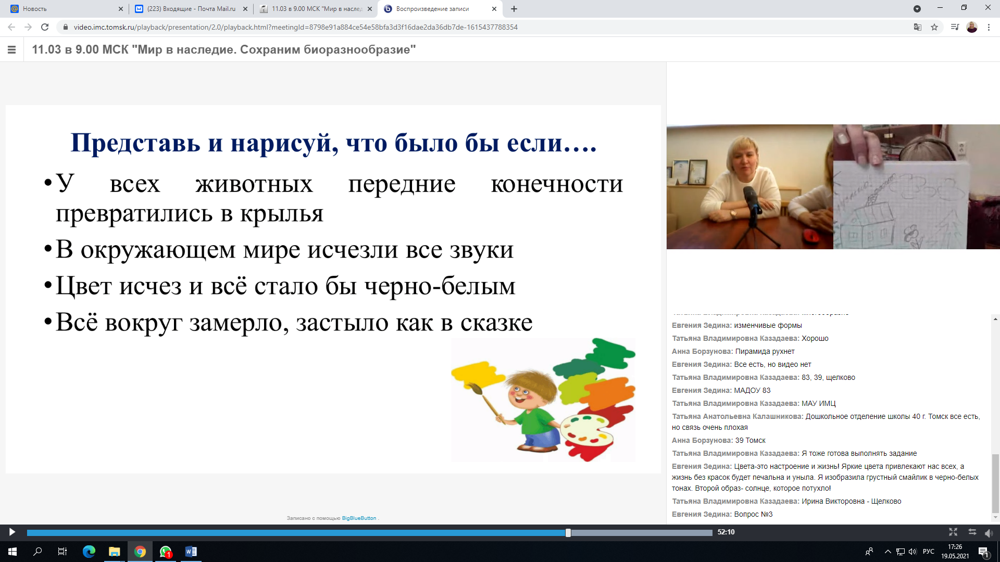 Новость
(223) Входящие - Почта Mail.ru
11.03 в 9.00 МСК "Мир в наслед
Воспроизведение записи
video.imc.tomsk.ru/playback/presentation/2.0/playback.html?meetingId=8798e91a884ce54e58bfa3d3f16dae2da36db7de-1615437788354
11.03 в 9.00 МСК "Мир в наследие. Сохраним биоразнообразие"
Представь и нарисуй, что было бы если….
•У всех животных передние конечности
превратились в крылья
•В окружающем мире исчезли все звуки
•Цвет исчез и всё стало бы черно-белым
•Всё вокруг замерло, застыло как в сказке
Записано с помощью BigBlueButton .
Евгения Зедина: изменчивые формы
Татьяна Владимировна Казадаева: Хорошо
Анна Борзунова: Пирамида рухнет
Евгения Зедина: Все есть, но видео нет
Татьяна Владимировна Казадаева: 83, 39, щелково
Евгения Зедина: МАДОУ 83
Татьяна Владимировна Казадаева: МАУ ИМЦ
Татьяна Анатольевна Калашникова: Дошкольное отделение школы 40 г. Томск все есть,
но связь очень плохая
Анна Борзунова: 39 Томск
Татьяна Владимировна Казадаева: Я тоже готова выполнять задание
Евгения Зедина: Цвета-это настроение и жизнь! Яркие цвета привлекают нас всех, а
жизнь без красок будет печальна и уныла. Я изобразила грустный смайлик в черно-белых
тонах. Второй образ- солнце, которое потухло!
Татьяна Владимировна Казадаева: Ирина Викторовна - Щелково
Евгения Зедина: Вопрос №3
52:10
1
РУС
17:26
19.05.2021
1